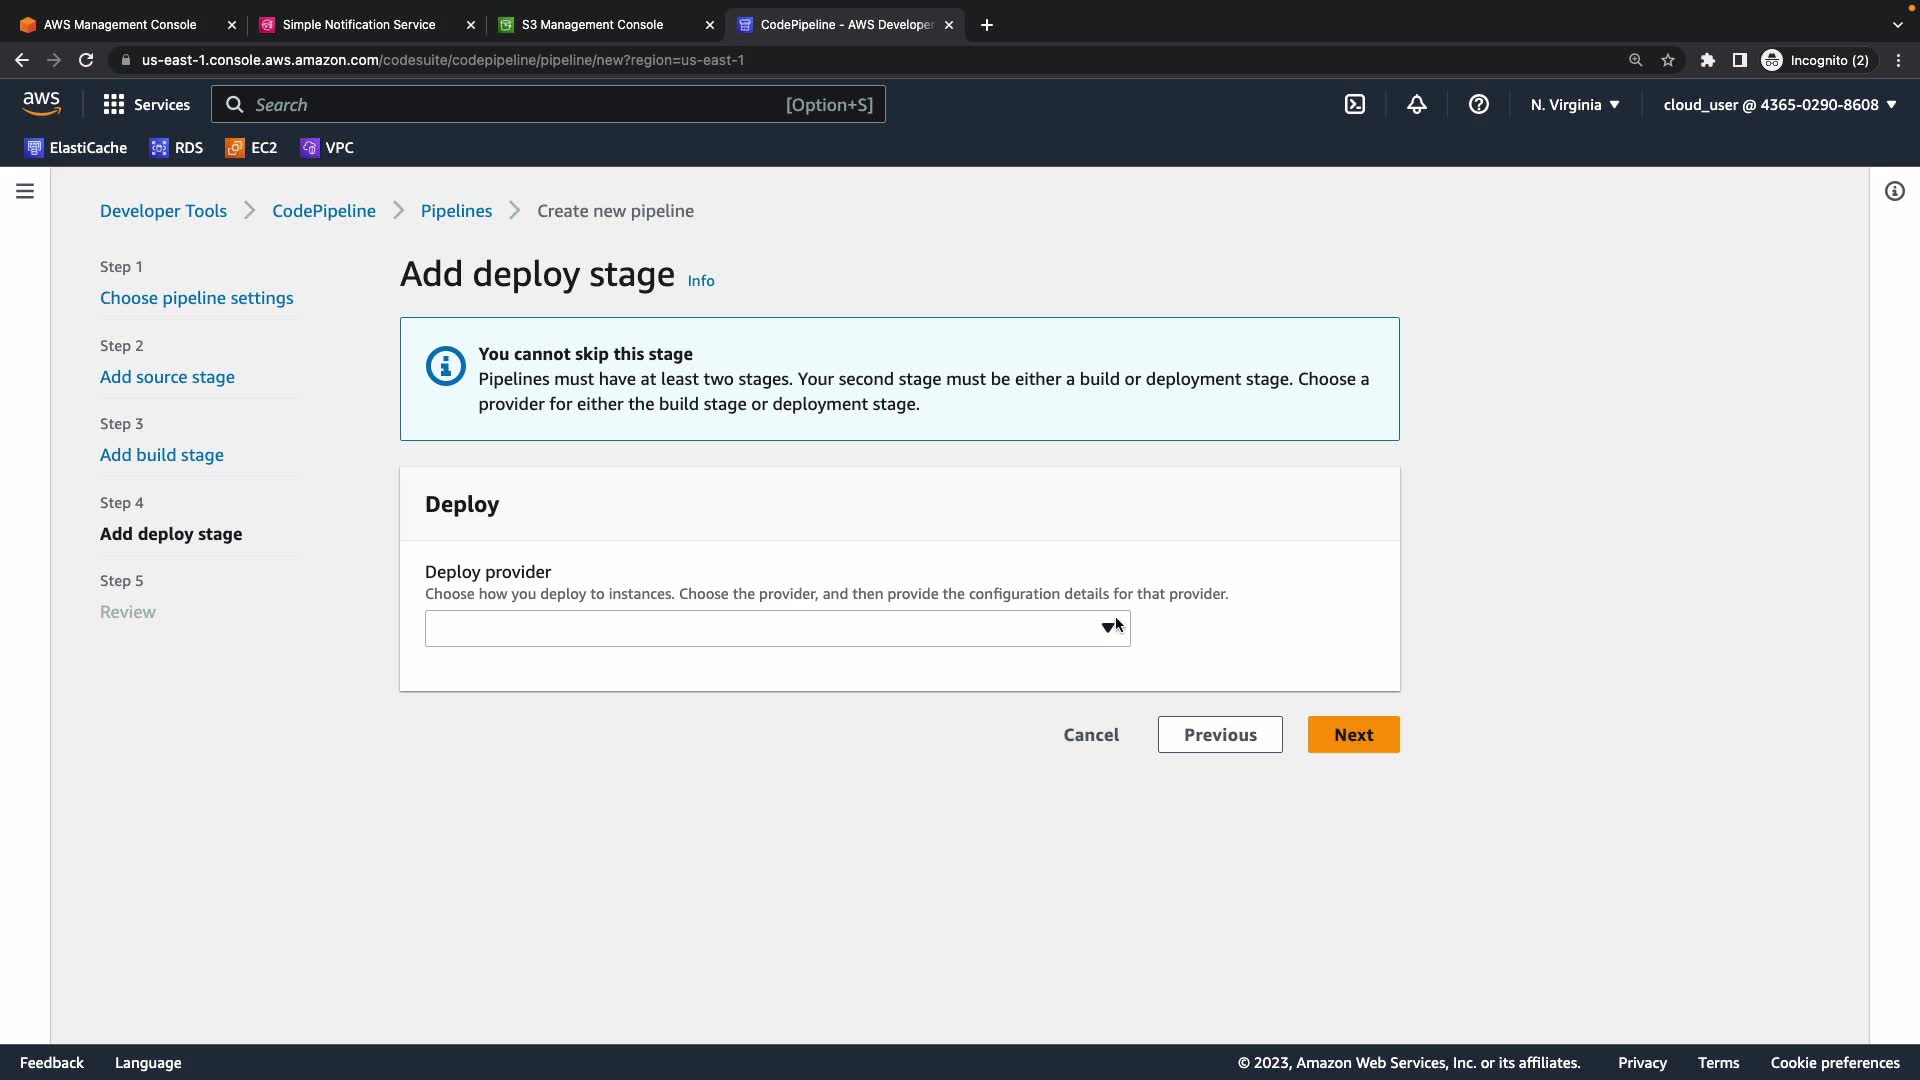 AWS Management Console
Simple Notification Service
S3 Management Console
CodePipeline - AWS Developer
us-east-1.console.aws.amazon.com/codesuite/codepipeline/pipeline/new?region=us-east-1
Incognito (2)
aws
Services
Search
[Option+S]
N. Virginia
cloud_user @ 4365-0290-8608
ElastiCache
RDS
EC2
VPC
Developer Tools
CodePipeline
Pipelines
Create new pipeline
Step 1
Choose pipeline settings
Step 2
Add source stage
Step 3
Add build stage
Step 4
Add deploy stage
Step 5
Review
Add deploy stage Info
You cannot skip this stage
Pipelines must have at least two stages. Your second stage must be either a build or deployment stage. Choose a
provider for either the build stage or deployment stage.
Deploy
Deploy provider
Choose how you deploy to instances. Choose the provider, and then provide the configuration details for that provider.
Cancel
Previous
Next
Feedback
Language
© 2023, Amazon Web Services, Inc. or its affiliates.
Privacy
Terms
Cookie preferences